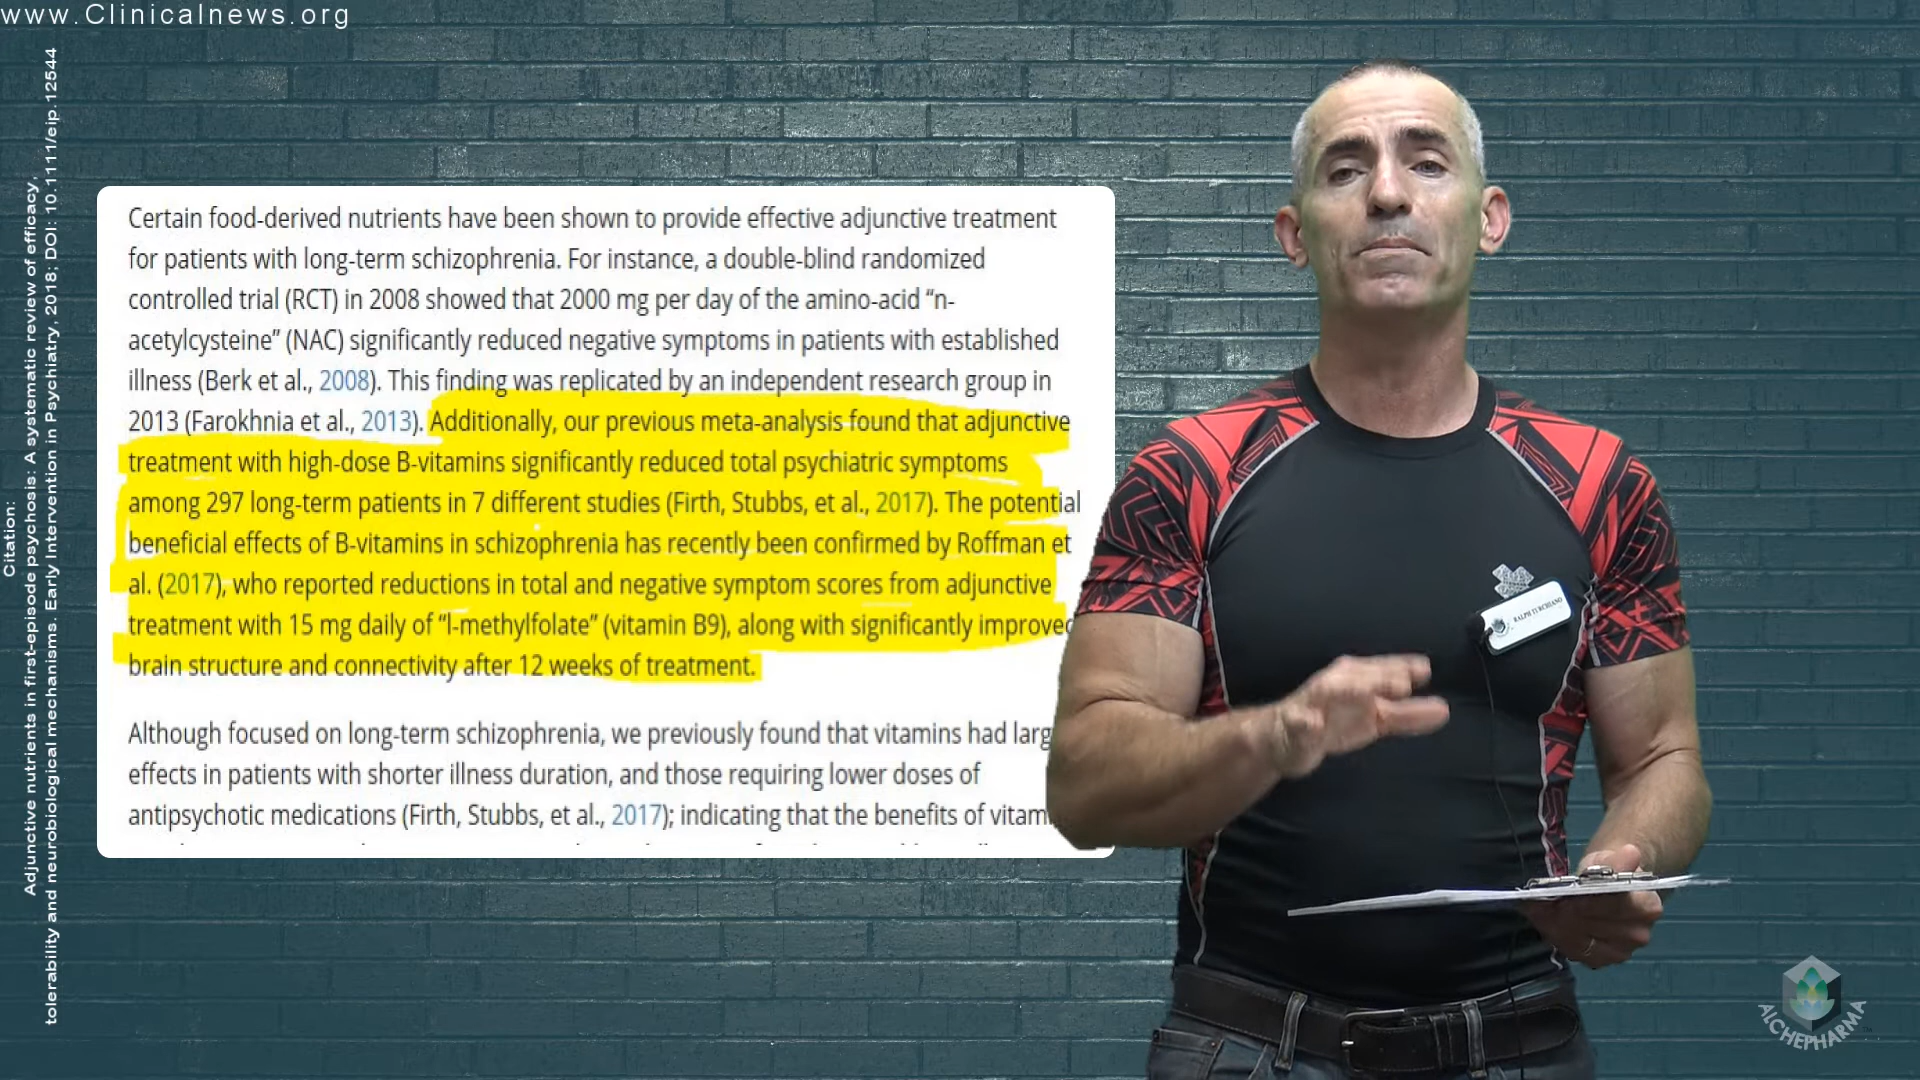 www.Clinicalnews.org
Citation:
Adjunctive nutrients in first-episode psychosis: A systematic review of efficacy,
tolerability and neurobiological mechanisms. Early Intervention in Psychiatry, 2018; DOI: 10.1111/eip.12544
Certain food-derived nutrients have been shown to provide effective adjunctive treatment
for patients with long-term schizophrenia. For instance, a double-blind randomized
controlled trial (RCT) in 2008 showed that 2000 mg per day of the amino-acid “n-
acetylcysteine” (NAC) significantly reduced negative symptoms in patients with established
illness (Berk et al., 2008). This finding was replicated by an independent research group in
2013 (Farokhnia et al., 2013). Additionally, our previous meta-analysis found that adjunctive
treatment with high-dose B-vitamins significantly reduced total psychiatric symptoms
among 297 long-term patients in 7 different studies (Firth, Stubbs, et al., 2017). The potential
beneficial effects of B-vitamins in schizophrenia has recently been confirmed by Roffman et
al. (2017), who reported reductions in total and negative symptom scores from adjunctive
treatment with 15 mg daily of “l-methylfolate” (vitamin B9), along with significantly improved
brain structure and connectivity after 12 weeks of treatment.
Although focused on long-term schizophrenia, we previously found that vitamins had larg
effects in patients with shorter illness duration, and those requiring lower doses of
antipsychotic medications (Firth, Stubbs, et al., 2017); indicating that the benefits of vitam
RALPH TURCHIANO
ALCHEPHARMA